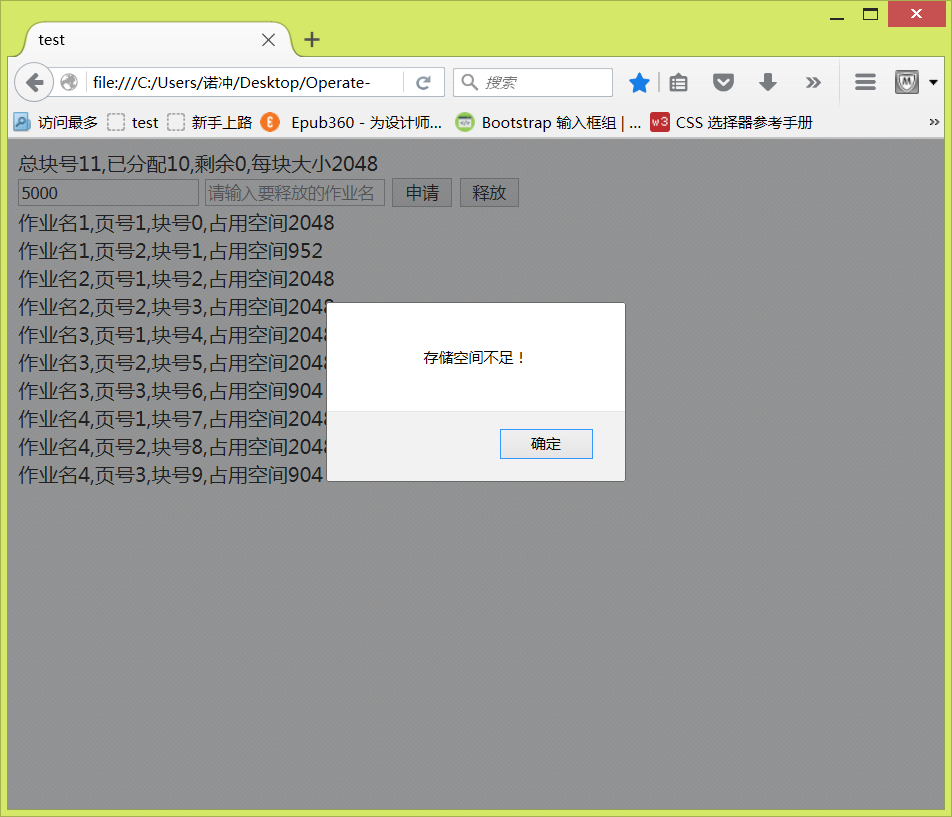 test
file:///C:/Users/诺冲/Desktop/Operate-
搜索
访问最多 test 新手上路 Epub360 - 为设计师... Bootstrap 输入框组 | ... w3 CSS 选择器参考手册
总块号11,已分配10,剩余0,每块大小2048
5000 请输入要释放的作业名 申请 释放
作业名1,页号1,块号0,占用空间2048
作业名1,页号2,块号1,占用空间952
作业名2,页号1,块号2,占用空间2048
作业名2,页号2,块号3,占用空间2048
作业名3,页号1,块号4,占用空间2048
作业名3,页号2,块号5,占用空间2048
作业名3,页号3,块号6,占用空间904
作业名4,页号1,块号7,占用空间2048
作业名4,页号2,块号8,占用空间2048
作业名4,页号3,块号9,占用空间904
存储空间不足！
确定